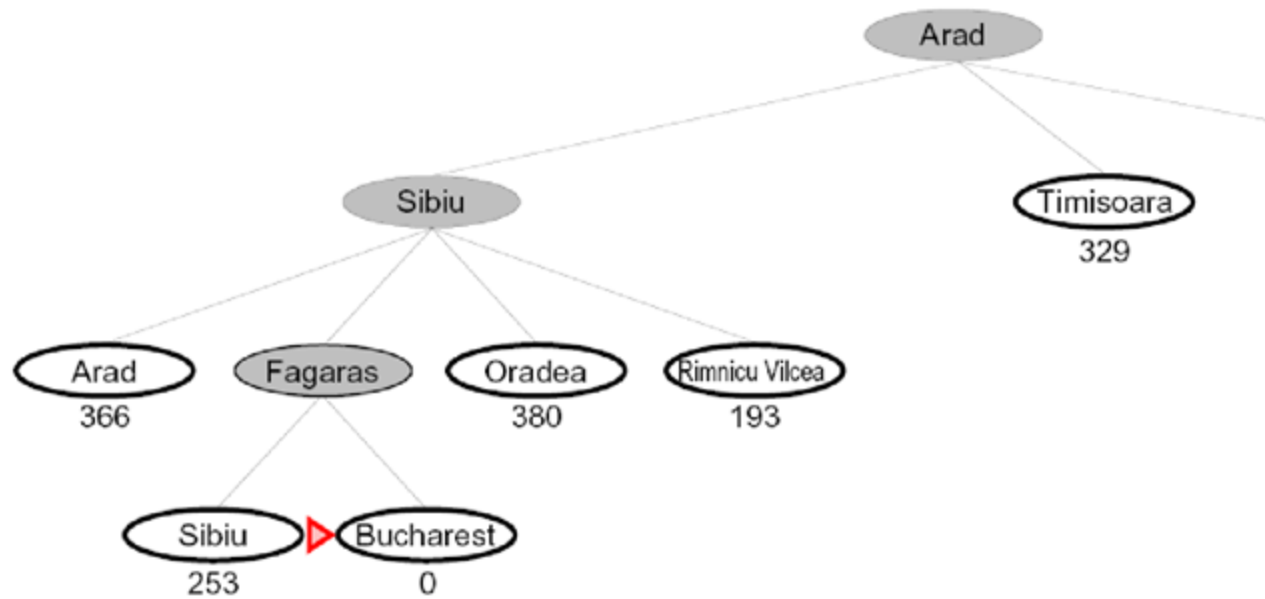 Arad
Sibiu
Timisoara
329
Arad
Fagaras
Oradea
Rimnicu Vilcea
366
380
193
Sibiu
Bucharest
253
0